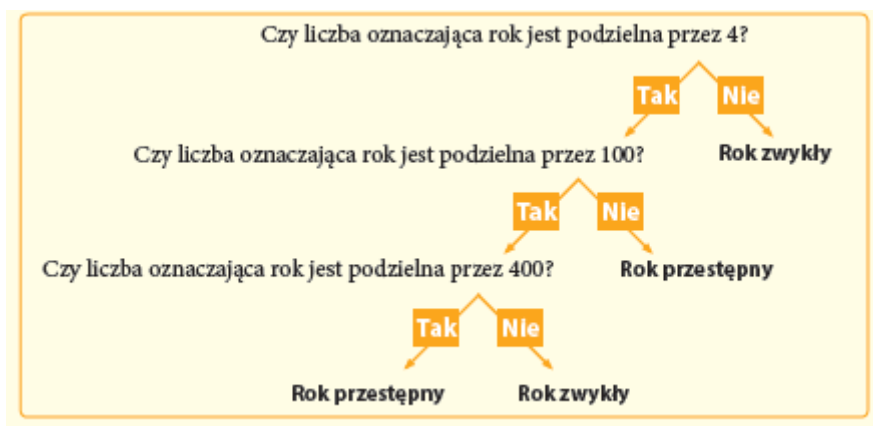 Czy liczba oznaczająca rok jest podzielna przez 4?
Tak Nie
Czy liczba oznaczająca rok jest podzielna przez 100? Rok zwykły
Tak Nie
Czy liczba oznaczająca rok jest podzielna przez 400? Rok przestępny
Tak Nie
Rok przestępny Rok zwykły